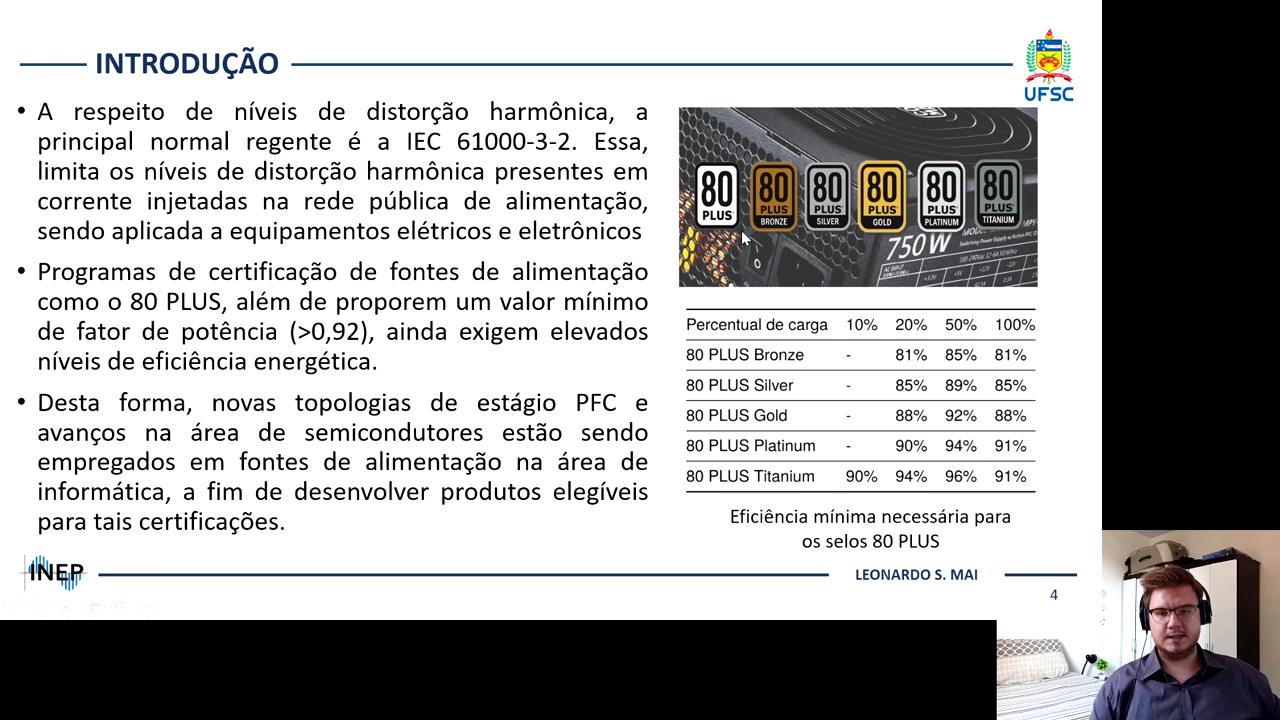 INTRODUÇÃO
UFSC
• A respeito de níveis de distorção harmônica, a
principal normal regente é a IEC 61000-3-2. Essa,
limita os níveis de distorção harmônica presentes em
corrente injetadas na rede pública de alimentação,
sendo aplicada a equipamentos elétricos e eletrônicos
• Programas de certificação de fontes de alimentação
como o 80 PLUS, além de proporem um valor mínimo
de fator de potência (>0,92), ainda exigem elevados
níveis de eficiência energética.
• Desta forma, novas topologias de estágio PFC e
avanços na área de semicondutores estão sendo
empregados em fontes de alimentação na área de
informática, a fim de desenvolver produtos elegíveis
para tais certificações.
80 PLUS
80 PLUS BRONZE
80 PLUS SILVER
80 PLUS GOLD
80 PLUS PLATINUM
80 PLUS TITANIUM
750W
Percentual de carga 10% 20% 50% 100%
80 PLUS Bronze - 81% 85% 81%
80 PLUS Silver - 85% 89% 85%
80 PLUS Gold - 88% 92% 88%
80 PLUS Platinum - 90% 94% 91%
80 PLUS Titanium 90% 94% 96% 91%
Eficiência mínima necessária para
os selos 80 PLUS
INEP
LEONARDO S. MAI
4